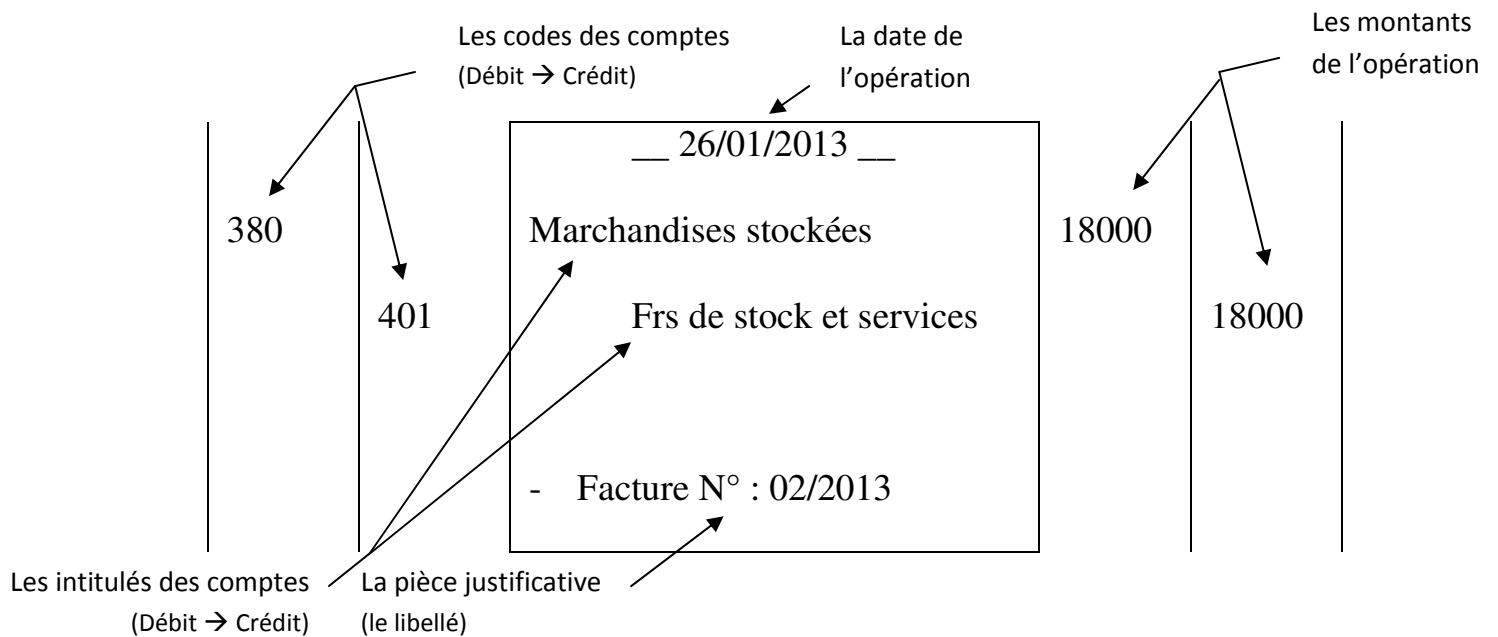 Les codes des comptes
(Débit → Crédit)
La date de
l’opération
Les montants
de l’opération
__ 26/01/2013 __
380 Marchandises stockées 18000
401 Frs de stock et services 18000
- Facture N° : 02/2013
Les intitulés des comptes
(Débit → Crédit)
La pièce justificative
(le libellé)